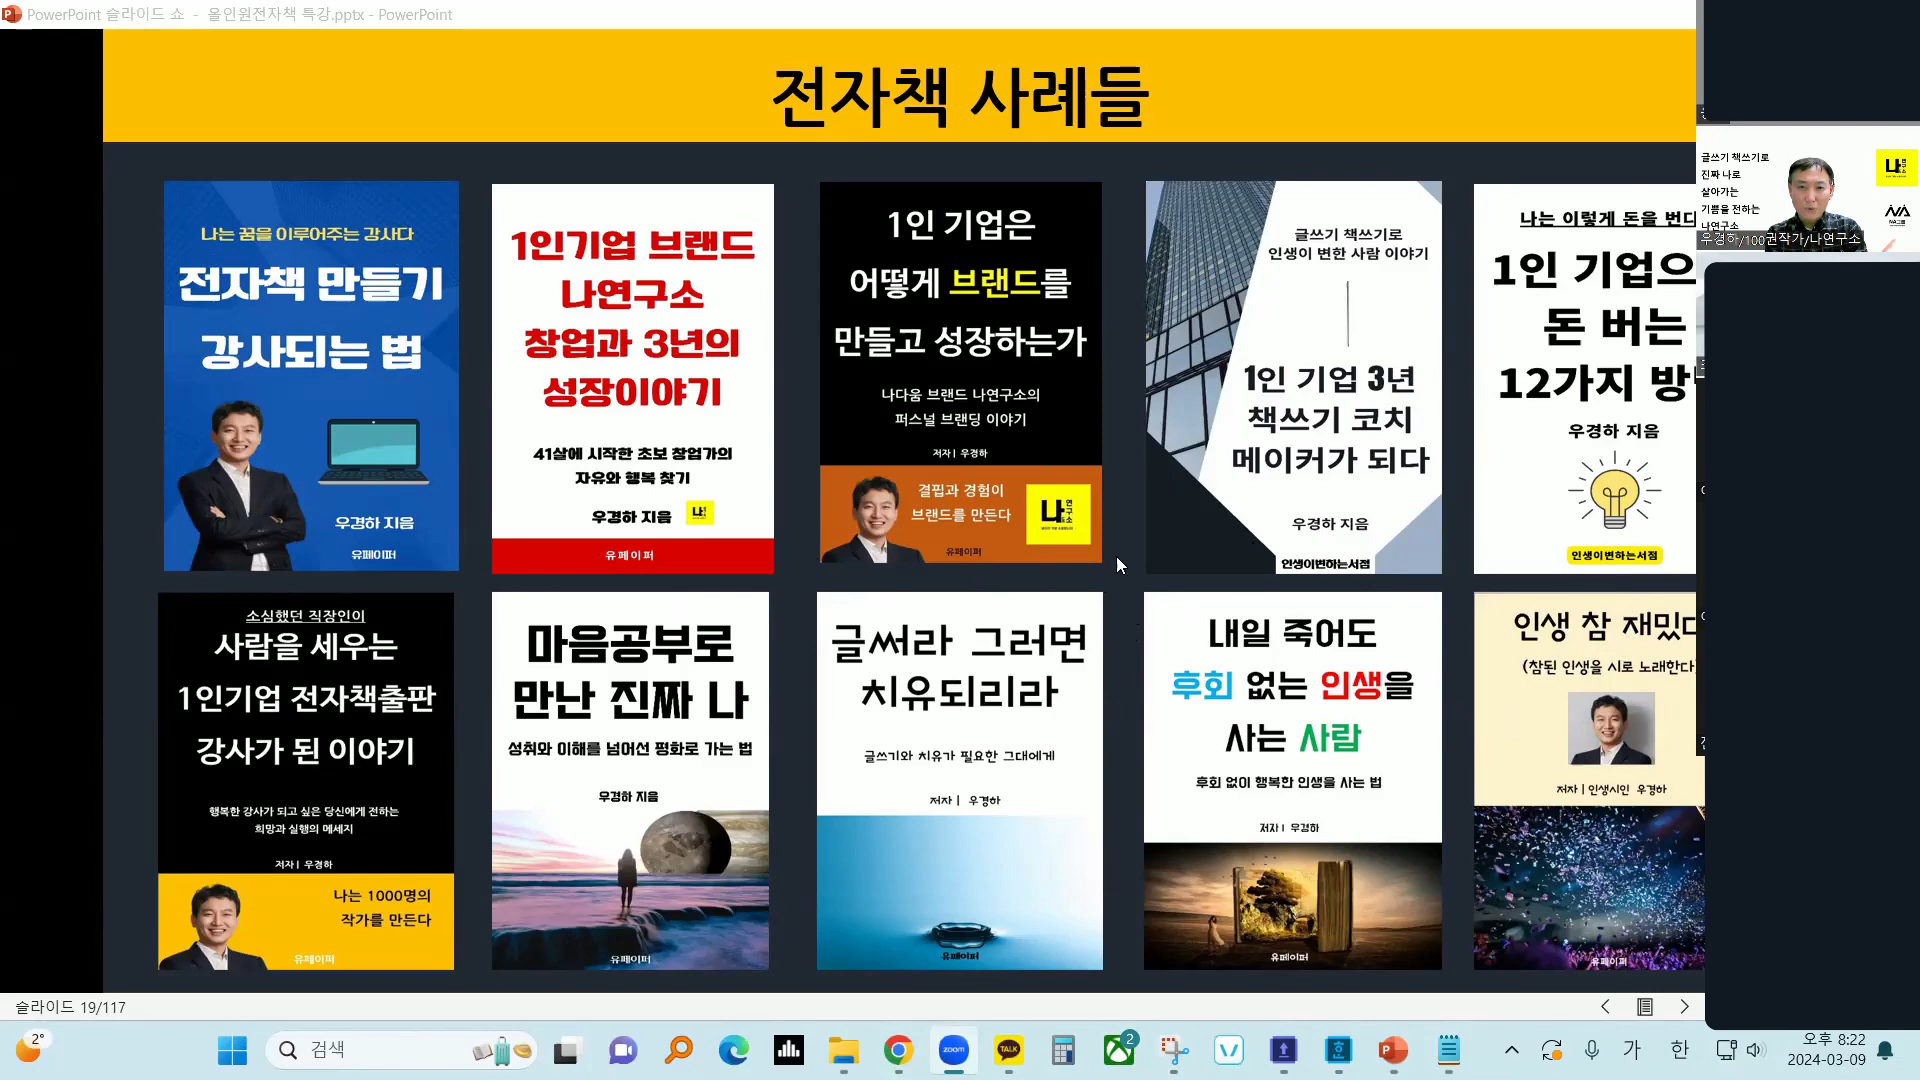 PowerPoint 슬라이드 쇼 - 올인원전자책 특강.pptx - PowerPoint
전자책 사례들
나는 꿈을 이루어주는 강사다
전자책 만들기
강사되는 법
우경하 지음
유페이퍼
1인기업 브랜드
나연구소
창업과 3년의
성장이야기
41살에 시작한 초보 창업가의
자유와 행복 찾기
우경하 지음
유페이퍼
1인 기업은
어떻게 브랜드를
만들고 성장하는가
나다움 브랜드 나연구소의
퍼스널 브랜딩 이야기
저자 | 우경하
결핍과 경험이
브랜드를 만든다
나연구소
유페이퍼
글쓰기 책쓰기로
인생이 변한 사람 이야기
1인 기업 3년
책쓰기 코치
메이커가 되다
우경하 지음
인생이변하는서점
나는 이렇게 돈을 번다
1인 기업으
돈 버는
12가지 방
우경하 지음
인생이변하는서점
소심했던 직장인이
사람을 세우는
1인기업 전자책출판
강사가 된 이야기
행복한 강사가 되고 싶은 당신에게 전하는
희망과 실행의 메세지
저자 | 우경하
나는 1000명의
작가를 만든다
유페이퍼
마음공부로
만난 진짜 나
성취와 이해를 넘어선 평화로 가는 법
우경하 지음
유페이퍼
글써라 그러면
치유되리라
글쓰기와 치유가 필요한 그대에게
저자 | 우경하
유페이퍼
내일 죽어도
후회 없는 인생을
사는 사람
후회 없이 행복한 인생을 사는 법
저자 | 우경하
유페이퍼
인생 참 재밌다
(참된 인생을 시로 노래한다)
저자 | 인생시인 우경하
유페이퍼
글쓰기 책쓰기로
진짜 나로
살아가는
기쁨을 전하는
나연구소
우경하/100권작가/나연구소
슬라이드 19/117
2°
검색
zoom
TALK
2
가
한
오후 8:22
2024-03-09